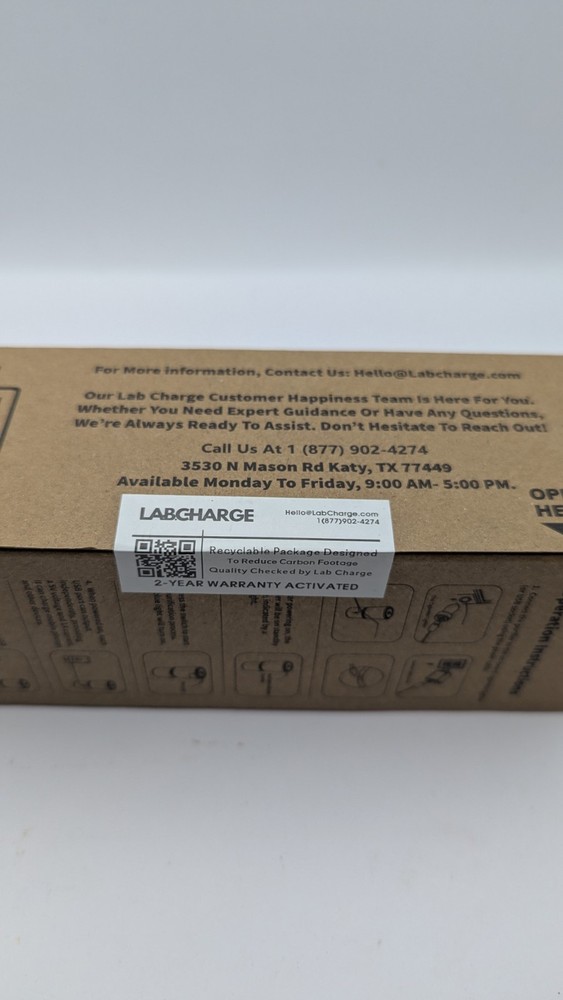 For More Information, Contact Us: Hello@Labcharge.com
Our Lab Charge Customer Happiness Team Is Here For You.
Whether You Need Expert Guidance Or Have Any Questions,
We're Always Ready To Assist. Don't Hesitate To Reach Out!
Call Us At 1 (877) 902-4274
3530 N Mason Rd Katy, TX 77449
Available Monday To Friday, 9:00 AM- 5:00 PM.
OP
HE
LABCHARGE
Hello@LabCharge.com
1(877)902-4274
Recyclable Package Designed
To Reduce Carbon Footage
Quality Checked by Lab Charge
2-YEAR WARRANTY ACTIVATED
peration Instructions